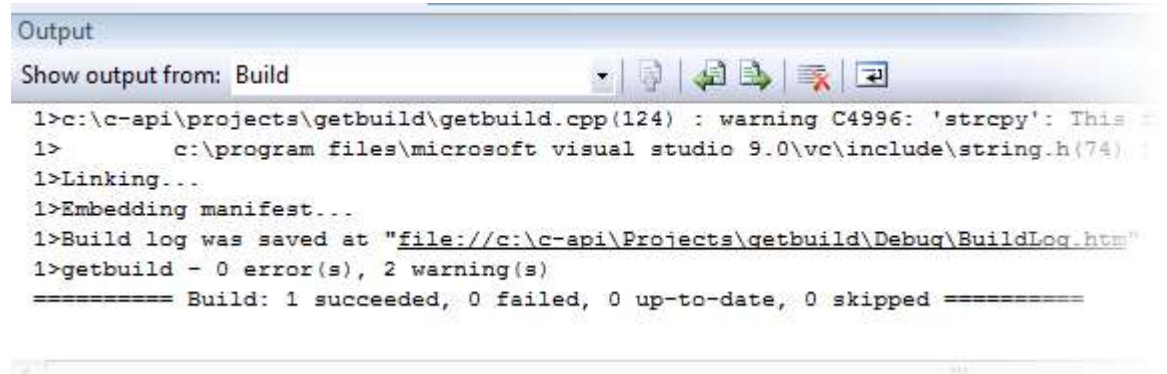 Output
Show output from: Build
1>c:\c-api\projects\getbuild\getbuild.cpp(124) : warning C4996: 'strcpy': This
1>        c:\program files\microsoft visual studio 9.0\vc\include\string.h(74)
1>Linking...
1>Embedding manifest...
1>Build log was saved at "file://c:\c-api\Projects\getbuild\Debug\BuildLog.htm"
1>getbuild - 0 error(s), 2 warning(s)
========== Build: 1 succeeded, 0 failed, 0 up-to-date, 0 skipped ==========